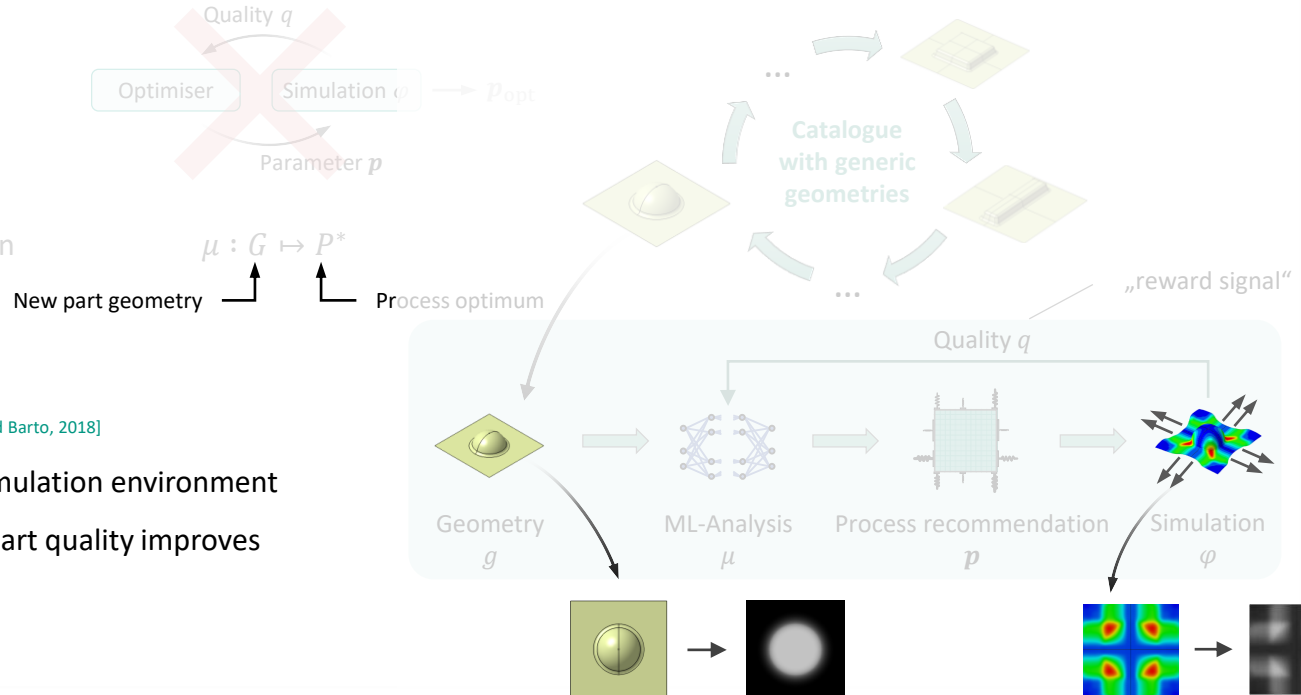 Quality q
Optimiser
Simulation φ
p_opt
Parameter p
...
Catalogue
with generic
geometries
...
n
μ : G ↦ P*
New part geometry
Process optimum
„reward signal“
Quality q
d Barto, 2018]
mulation environment
art quality improves
Geometry
g
ML-Analysis
μ
Process recommendation
p
Simulation
φ